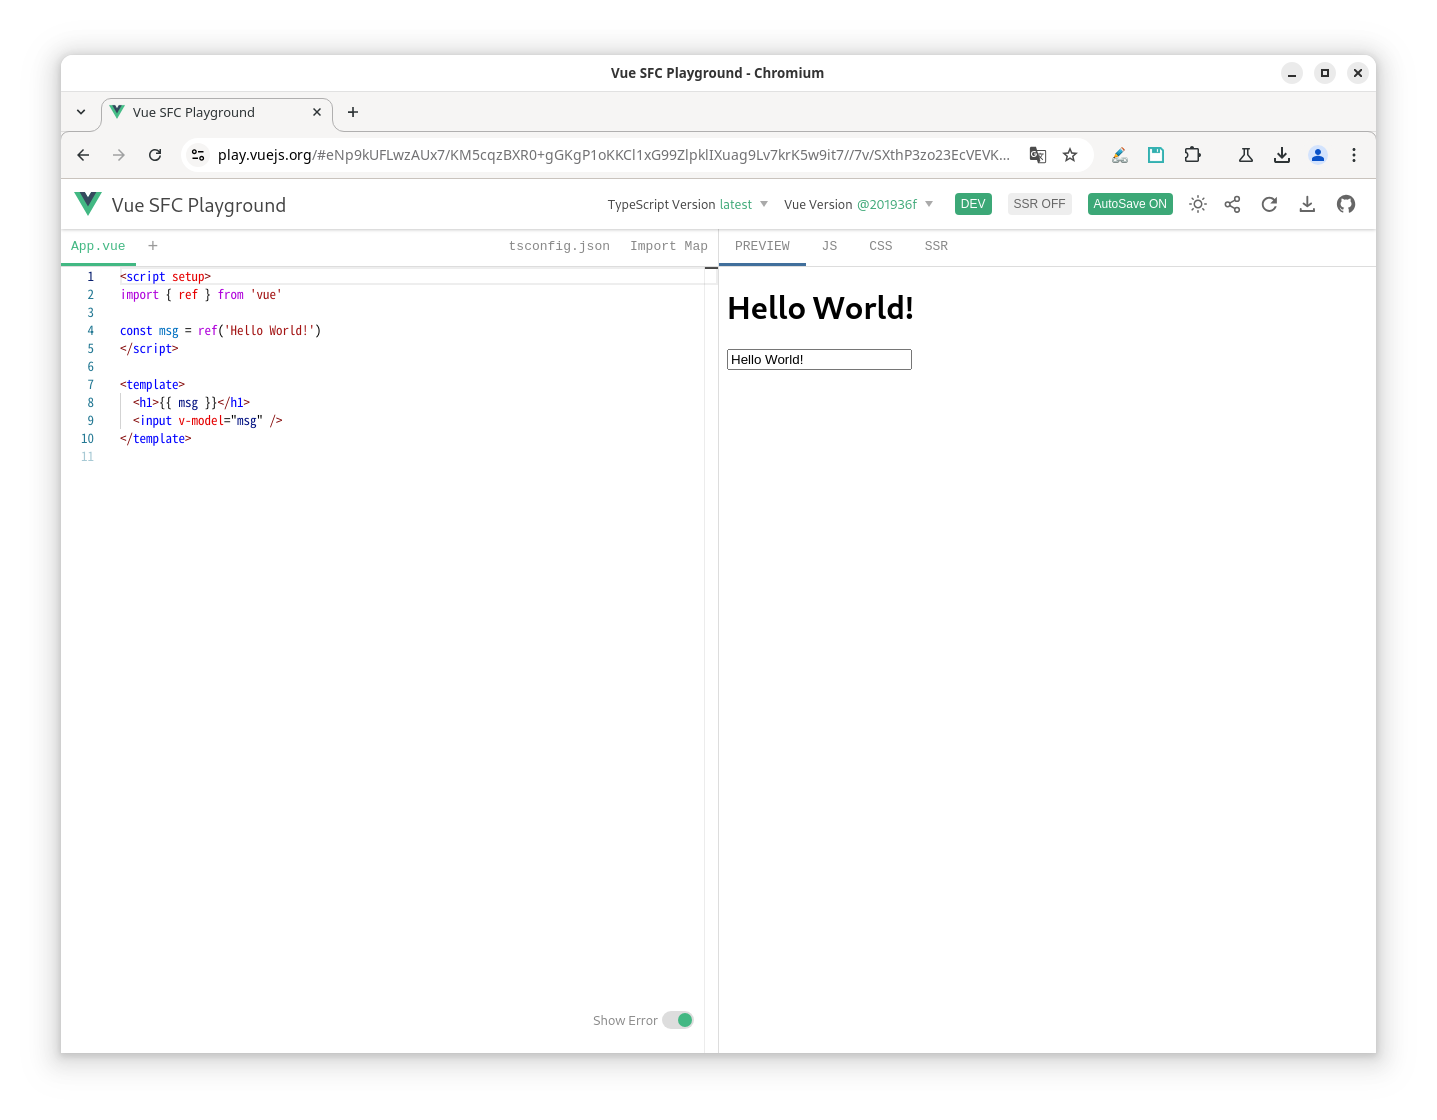 Vue SFC Playground - Chromium
Vue SFC Playground
play.vuejs.org/#eNp9kUFLwzAUx7/KM5cqzBXR0+gGKgP1oKKCl1xG99ZlpklIXuag9Lv7krK5w9it7//7v/SXthP3zo23EcVEVK...
Vue SFC Playground
TypeScript Version latest
Vue Version @201936f
DEV
SSR OFF
AutoSave ON
App.vue +
tsconfig.json Import Map
PREVIEW JS CSS SSR
1 <script setup>
2 import { ref } from 'vue'
3
4 const msg = ref('Hello World!')
5 </script>
6
7 <template>
8 <h1>{{ msg }}</h1>
9 <input v-model="msg" />
10 </template>
11
Show Error
Hello World!
Hello World!